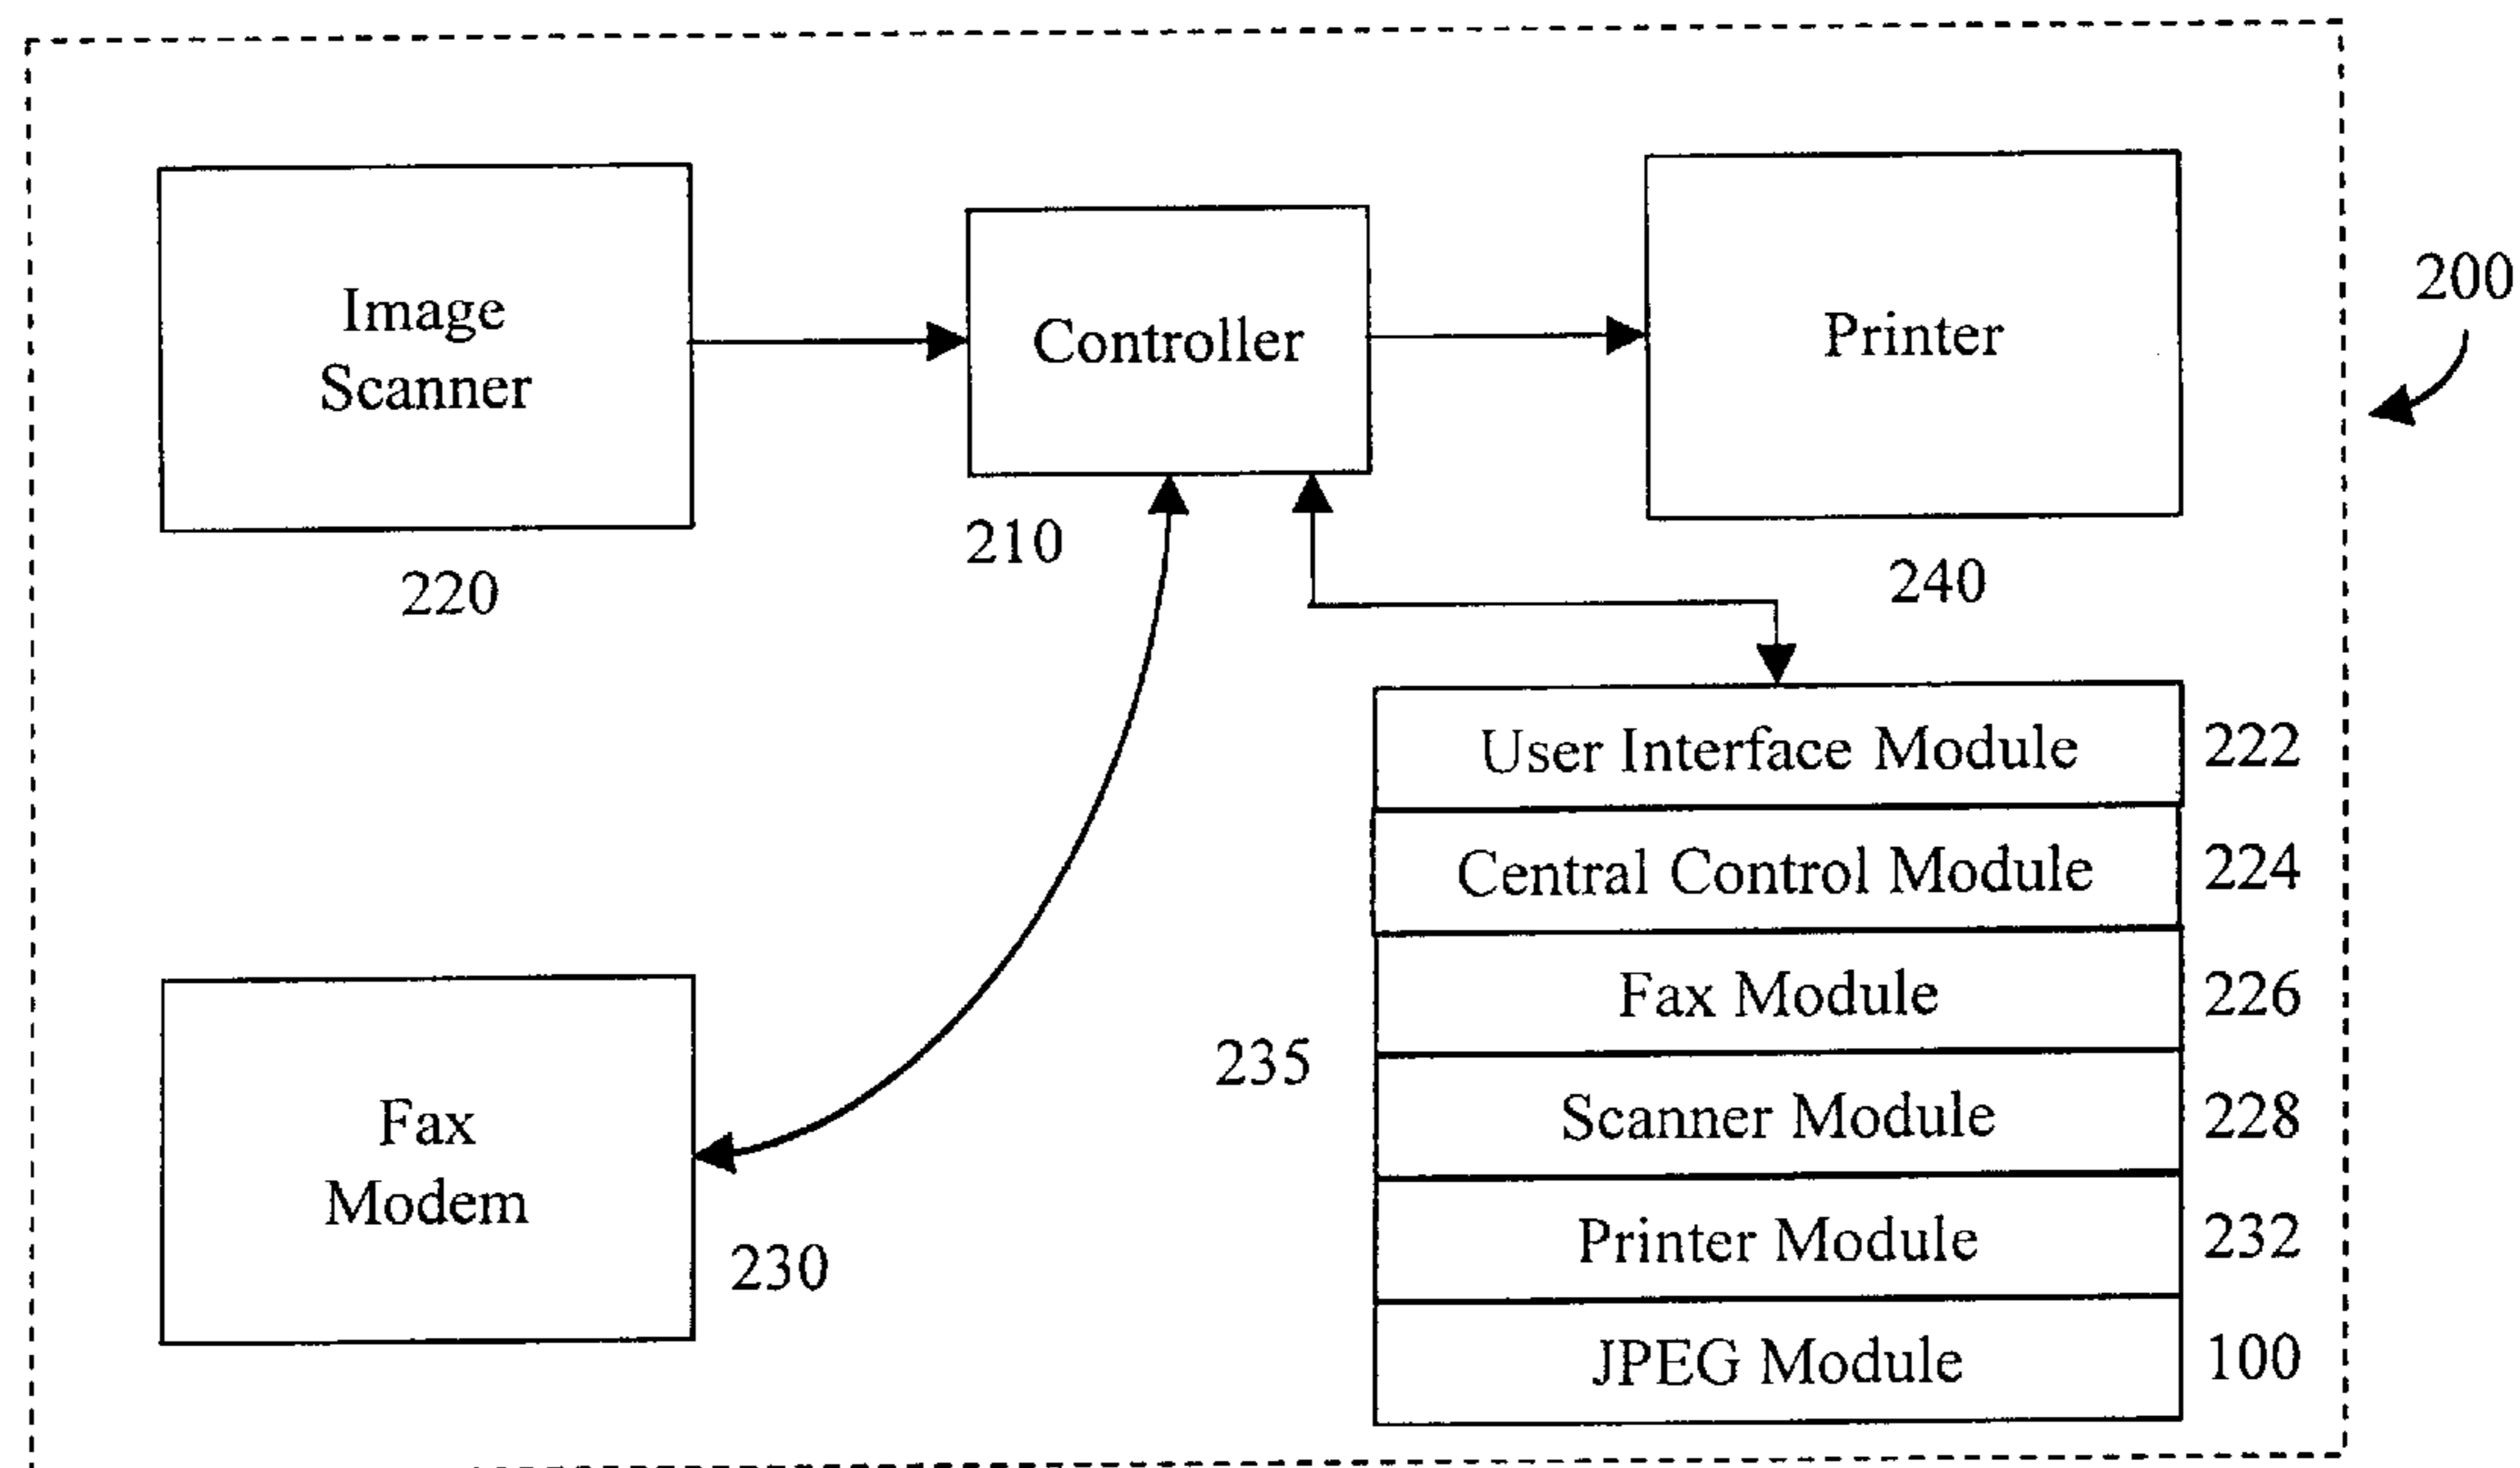 200
Image
Scanner
220
Controller
210
Printer
240
Fax
Modem
230
235
User Interface Module 222
Central Control Module 224
Fax Module 226
Scanner Module 228
Printer Module 232
JPEG Module 100